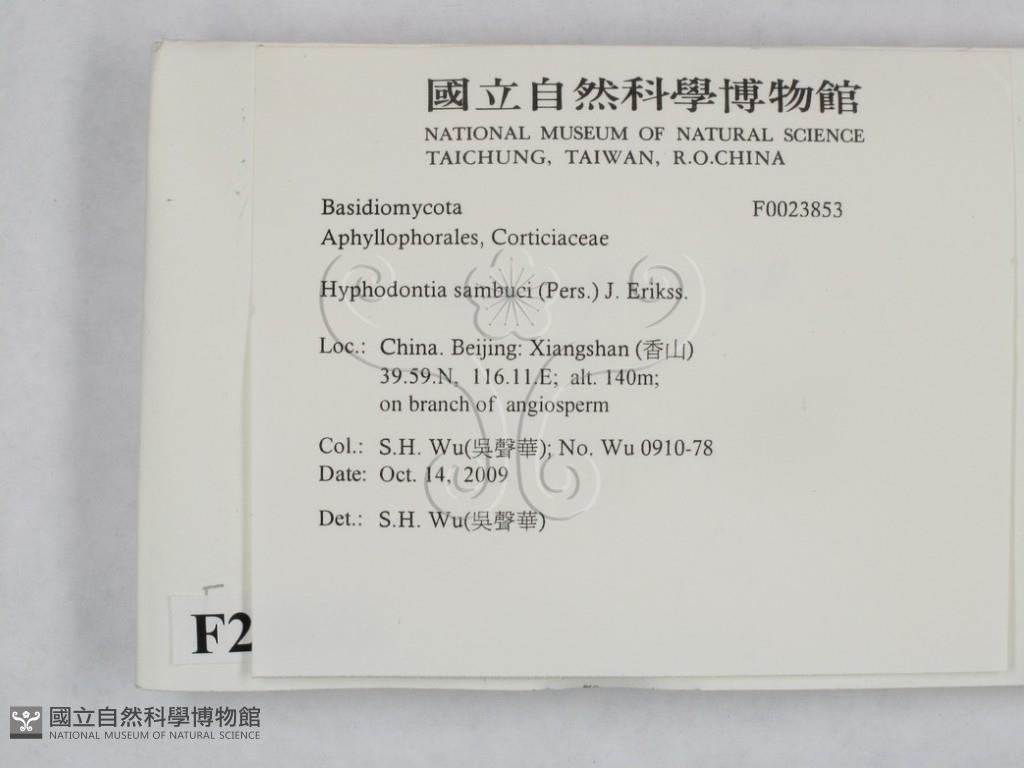 國立自然科學博物館
NATIONAL MUSEUM OF NATURAL SCIENCE
TAICHUNG, TAIWAN, R.O.CHINA
Basidiomycota F0023853
Aphyllophorales, Corticiaceae
Hyphodontia sambuci (Pers.) J. Erikss.
Loc.: China. Beijing: Xiangshan (香山)
39.59.N, 116.11.E; alt. 140m;
on branch of angiosperm
Col.: S.H. Wu(吳聲華); No. Wu 0910-78
Date: Oct. 14, 2009
Det.: S.H. Wu(吳聲華)
F2
國立自然科學博物館
NATIONAL MUSEUM OF NATURAL SCIENCE